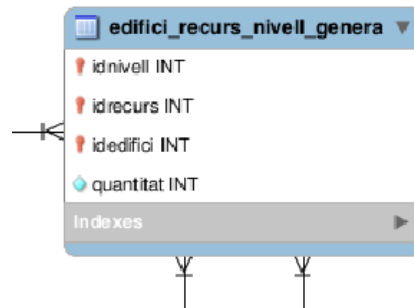 edifici_recurs_nivell_genera
idnivell INT
idrecurs INT
idedifici INT
quantitat INT
Indexes